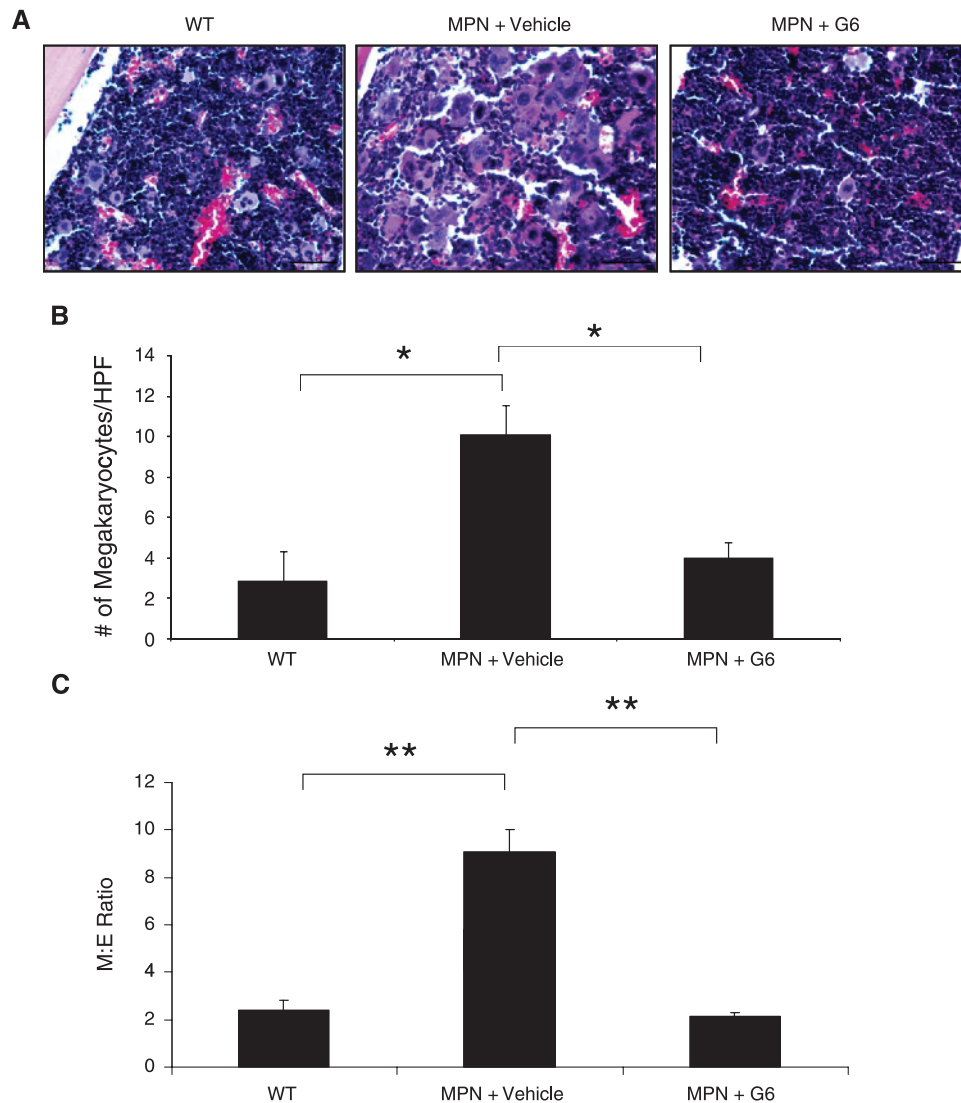 A
WT
MPN + Vehicle
MPN + G6
B
*
*
# of Megakaryocytes/HPF
14
12
10
8
6
4
2
0
WT
MPN + Vehicle
MPN + G6
C
**
**
M:E Ratio
12
10
8
6
4
2
0
WT
MPN + Vehicle
MPN + G6